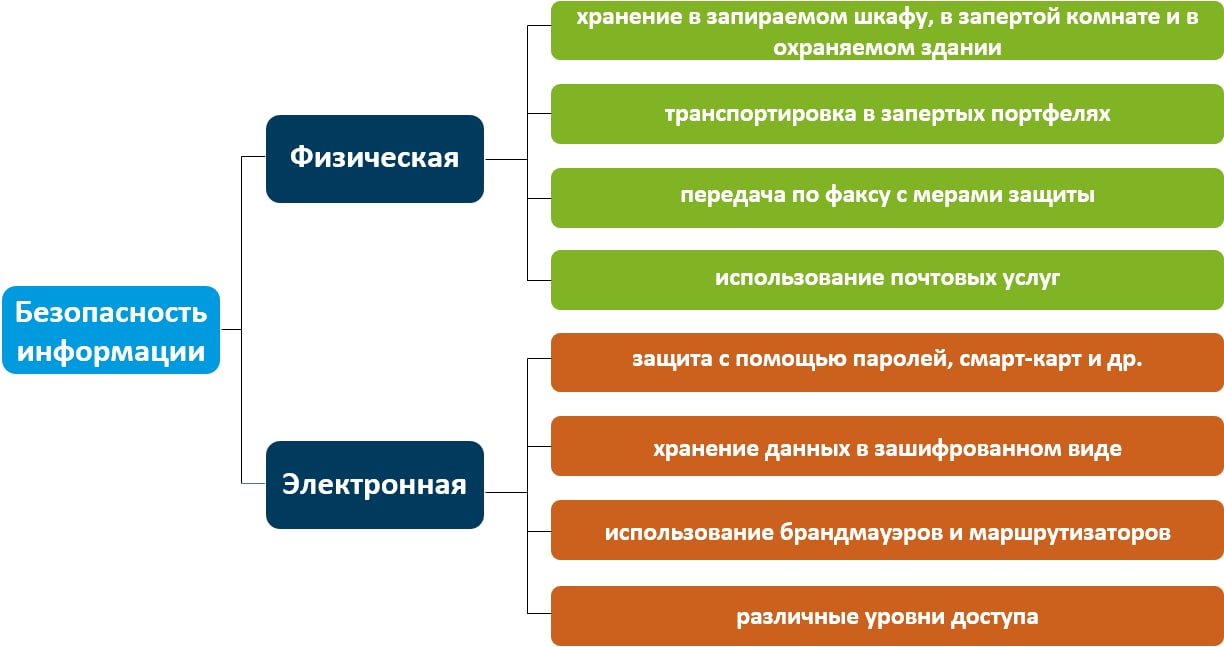 Безопасность
информации
Физическая
хранение в запираемом шкафу, в запертой комнате и в
охраняемом здании
транспортировка в запертых портфелях
передача по факсу с мерами защиты
использование почтовых услуг
Электронная
защита с помощью паролей, смарт-карт и др.
хранение данных в зашифрованном виде
использование брандмауэров и маршрутизаторов
различные уровни доступа